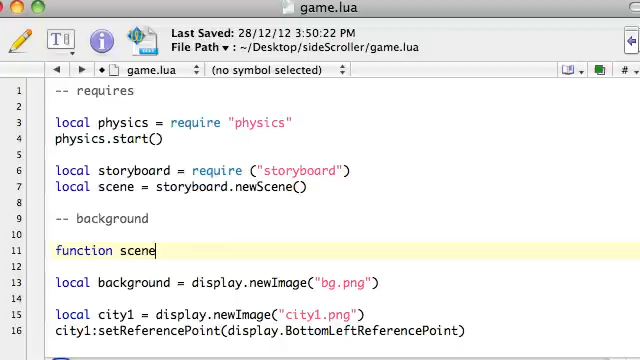 game.lua
Last Saved: 28/12/12 3:50:22 PM
File Path: ~/Desktop/sideScroller/game.lua
T
i
game.lua
(no symbol selected)
#
1 -- requires
2
3 local physics = require "physics"
4 physics.start()
5
6 local storyboard = require ("storyboard")
7 local scene = storyboard.newScene()
8
9 -- background
10
11 function scene
12
13 local background = display.newImage("bg.png")
14
15 local city1 = display.newImage("city1.png")
16 city1:setReferencePoint(display.BottomLeftReferencePoint)